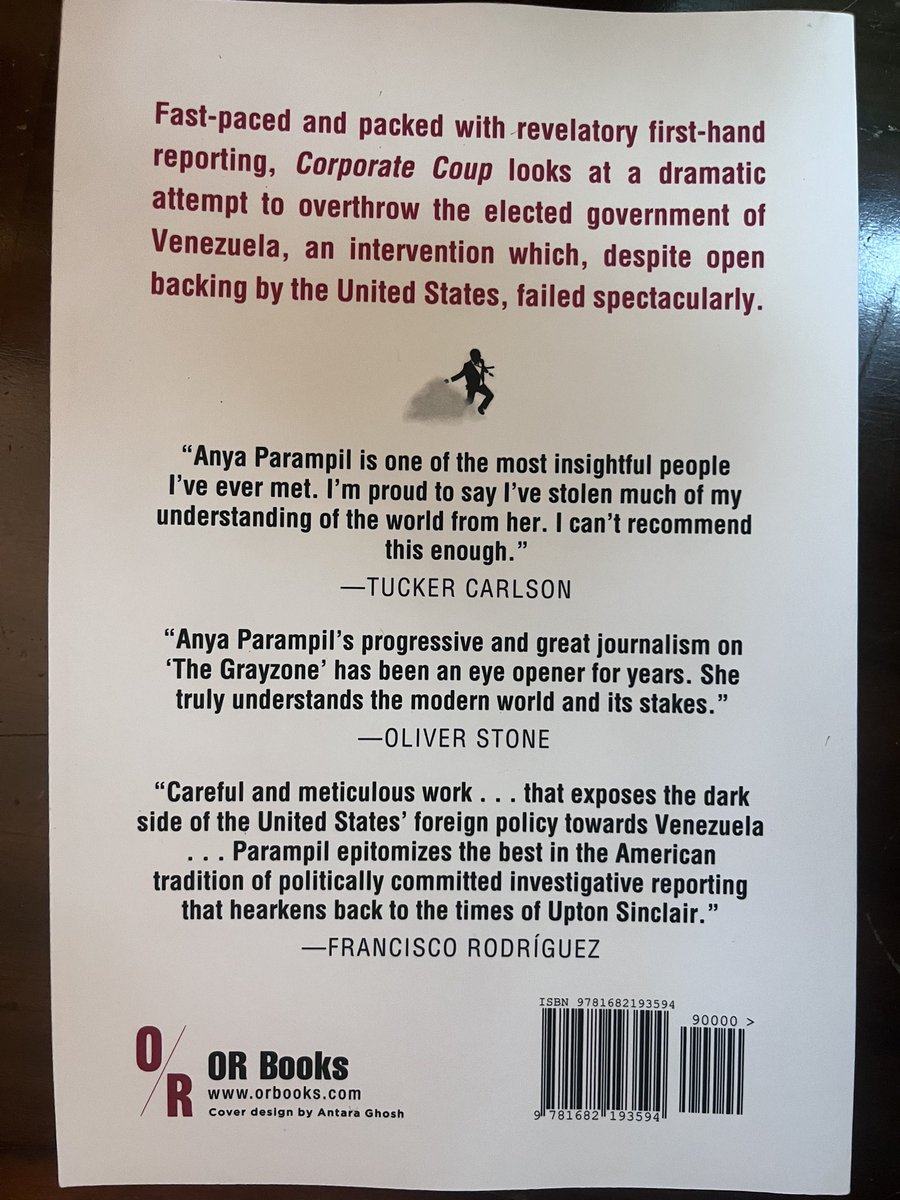 Fast-paced and packed with revelatory first-hand
reporting, Corporate Coup looks at a dramatic
attempt to overthrow the elected government of
Venezuela, an intervention which, despite open
backing by the United States, failed spectacularly.
“Anya Parampil is one of the most insightful people
I’ve ever met. I’m proud to say I’ve stolen much of my
understanding of the world from her. I can’t recommend
this enough.”
—TUCKER CARLSON
“Anya Parampil’s progressive and great journalism on
‘The Grayzone’ has been an eye opener for years. She
truly understands the modern world and its stakes.”
—OLIVER STONE
“Careful and meticulous work . . . that exposes the dark
side of the United States’ foreign policy towards Venezuela
. . . Parampil epitomizes the best in the American
tradition of politically committed investigative reporting
that hearkens back to the times of Upton Sinclair.”
—FRANCISCO RODRÍGUEZ
O/R
OR Books
www.orbooks.com
Cover design by Antara Ghosh
ISBN 9781682193594
90000 >
9 781682 193594